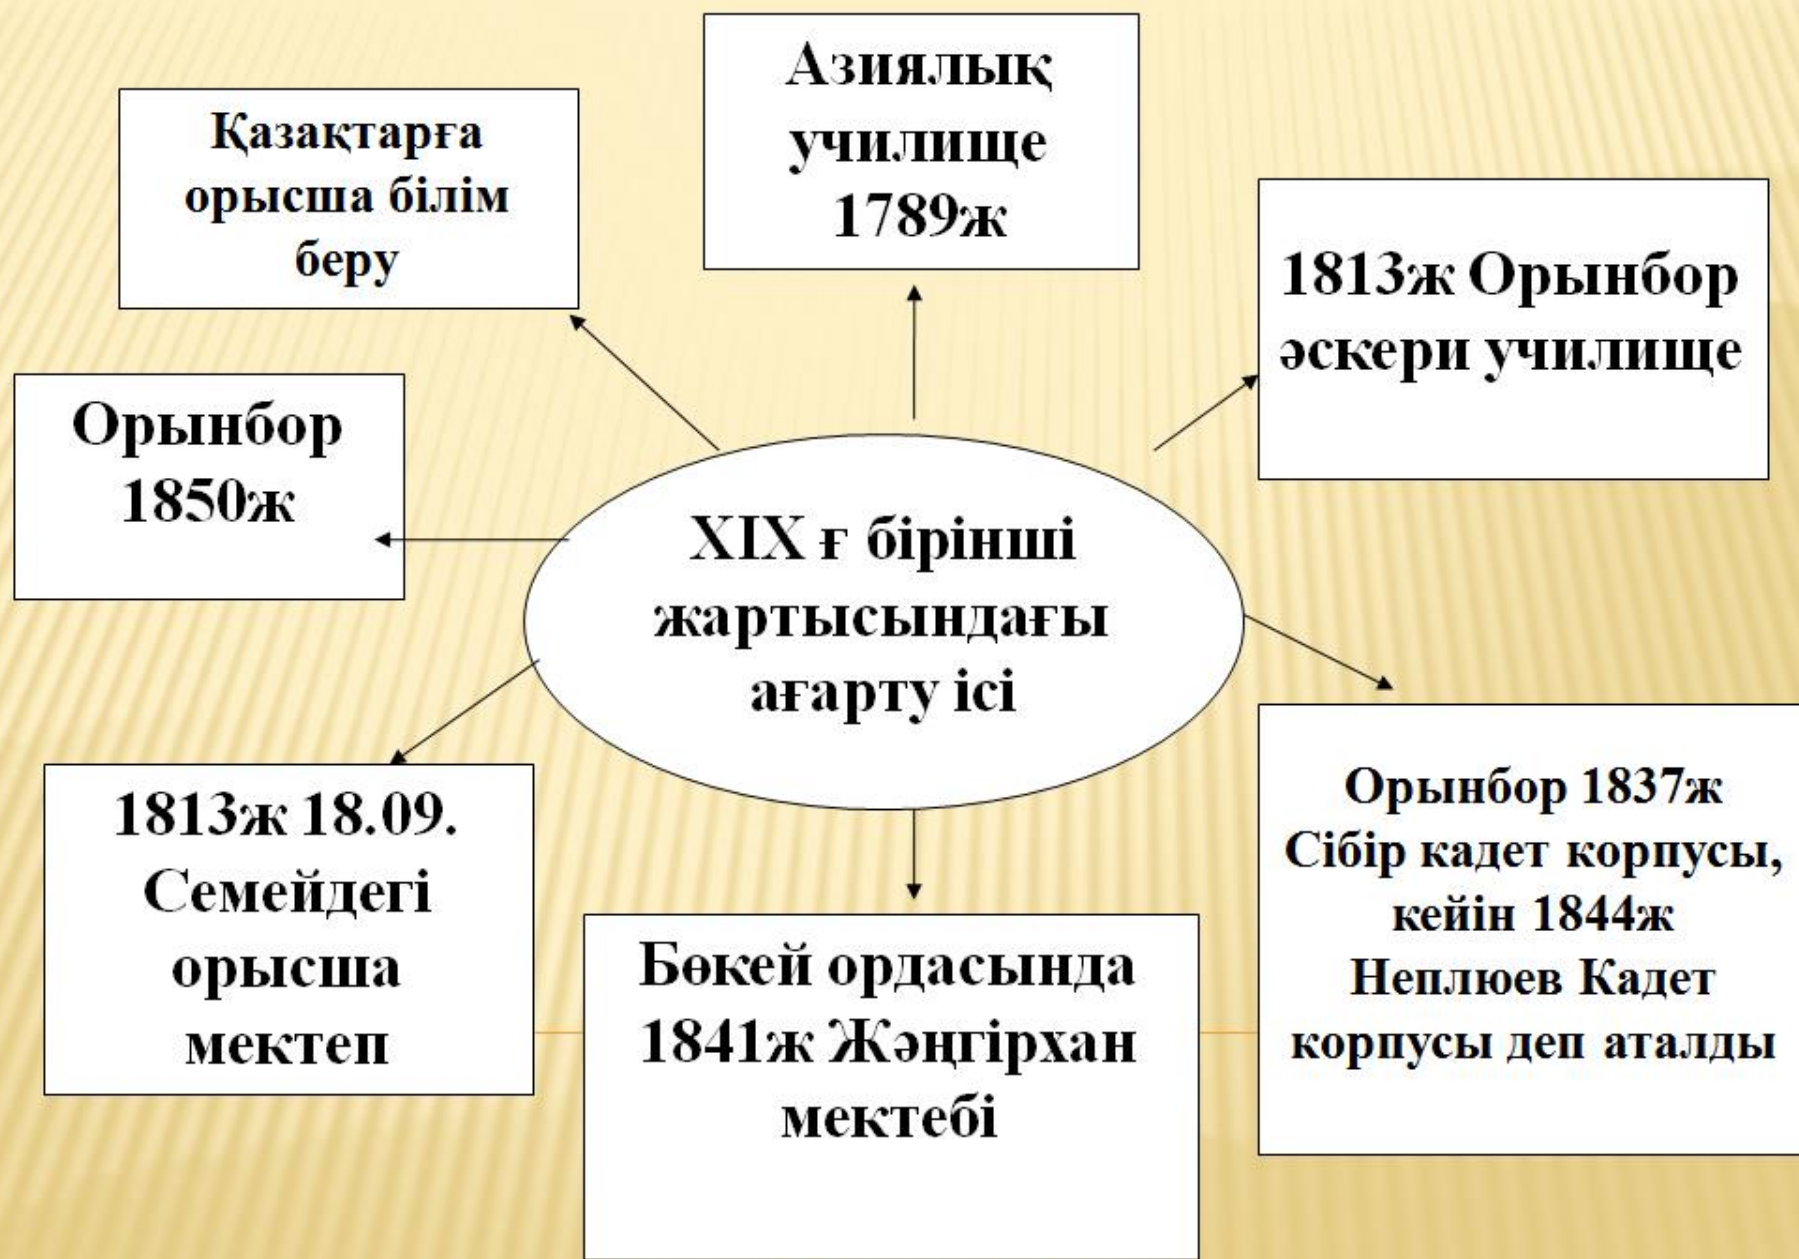 Азиялық
училище
1789ж
Қазақтарға
орысша білім
беру
1813ж Орынбор
әскери училище
Орынбор
1850ж
XIX ғ бірінші
жартысындағы
ағарту ісі
1813ж 18.09.
Семейдегі
орысша
мектеп
Бөкей ордасында
1841ж Жәңгірхан
мектебі
Орынбор 1837ж
Сібір кадет корпусы,
кейін 1844ж
Неплюев Кадет
корпусы деп аталды